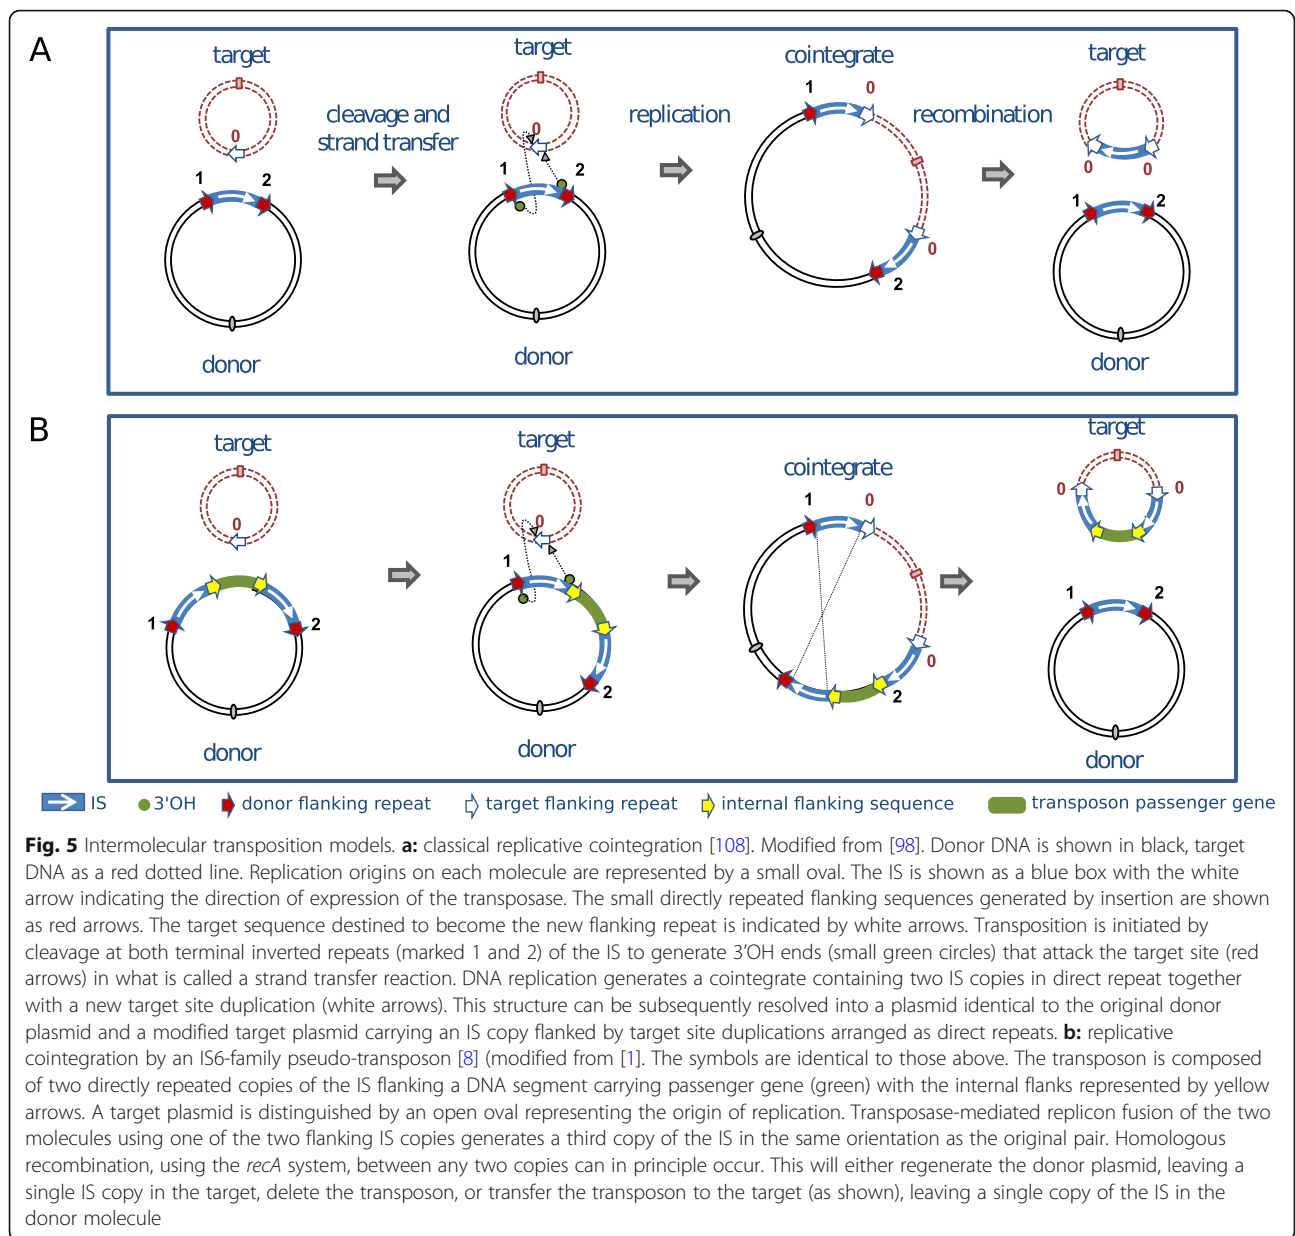 A
target
0
1
2
donor
cleavage and
strand transfer
target
0
1
2
donor
replication
cointegrate
1
0
0
2
recombination
target
0
0
1
2
donor
B
target
0
1
2
donor
target
0
1
2
donor
cointegrate
1
0
0
2
target
0
0
1
2
donor
IS
3'OH
donor flanking repeat
target flanking repeat
internal flanking sequence
transposon passenger gene
Fig. 5 Intermolecular transposition models. a: classical replicative cointegration [108]. Modified from [98]. Donor DNA is shown in black, target
DNA as a red dotted line. Replication origins on each molecule are represented by a small oval. The IS is shown as a blue box with the white
arrow indicating the direction of expression of the transposase. The small directly repeated flanking sequences generated by insertion are shown
as red arrows. The target sequence destined to become the new flanking repeat is indicated by white arrows. Transposition is initiated by
cleavage at both terminal inverted repeats (marked 1 and 2) of the IS to generate 3'OH ends (small green circles) that attack the target site (red
arrows) in what is called a strand transfer reaction. DNA replication generates a cointegrate containing two IS copies in direct repeat together
with a new target site duplication (white arrows). This structure can be subsequently resolved into a plasmid identical to the original donor
plasmid and a modified target plasmid carrying an IS copy flanked by target site duplications arranged as direct repeats. b: replicative
cointegration by an IS6-family pseudo-transposon [8] (modified from [1]. The symbols are identical to those above. The transposon is composed
of two directly repeated copies of the IS flanking a DNA segment carrying passenger gene (green) with the internal flanks represented by yellow
arrows. A target plasmid is distinguished by an open oval representing the origin of replication. Transposase-mediated replicon fusion of the two
molecules using one of the two flanking IS copies generates a third copy of the IS in the same orientation as the original pair. Homologous
recombination, using the recA system, between any two copies can in principle occur. This will either regenerate the donor plasmid, leaving a
single IS copy in the target, delete the transposon, or transfer the transposon to the target (as shown), leaving a single copy of the IS in the
donor molecule